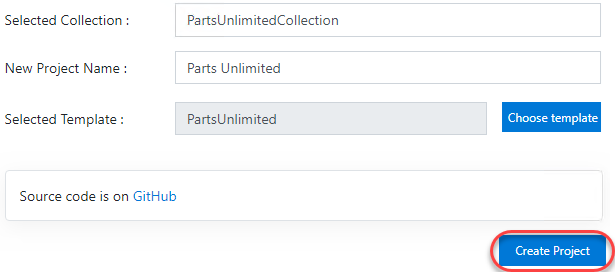 Selected Collection : PartsUnlimitedCollection
New Project Name : Parts Unlimited
Selected Template : PartsUnlimited Choose template
Source code is on GitHub
Create Project